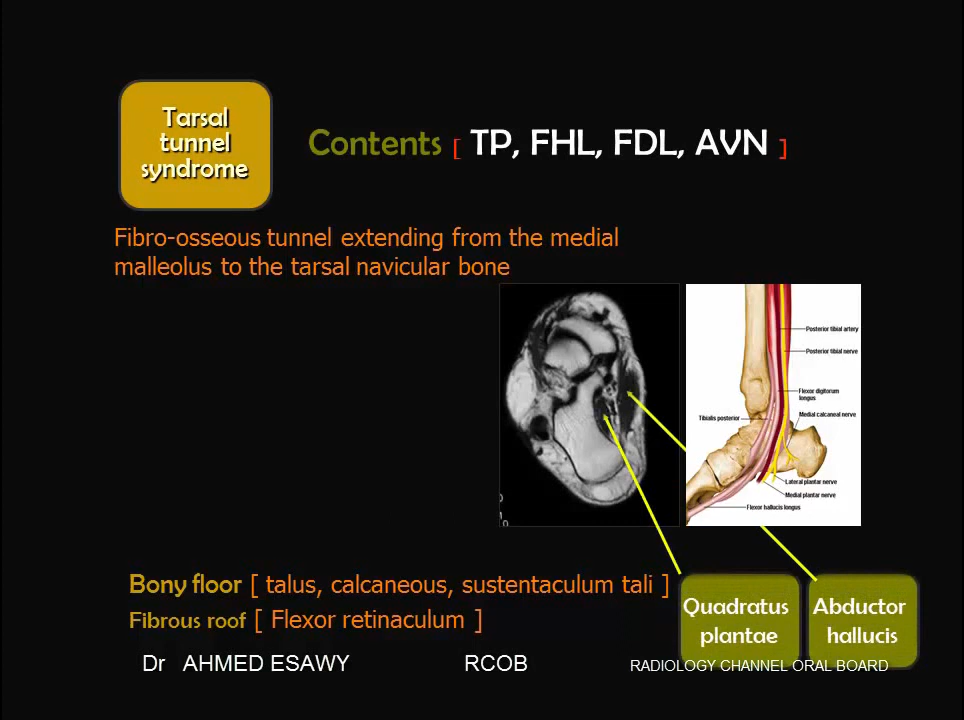 Tarsal
tunnel
syndrome
Contents [ TP, FHL, FDL, AVN ]
Fibro-osseous tunnel extending from the medial
malleolus to the tarsal navicular bone
Posterior tibial artery
Posterior tibial nerve
Flexor digitorum
longus
Medial calcaneal nerve
Tibialis posterior
Lateral plantar nerve
Medial plantar nerve
Flexor hallucis longus
Bony floor [ talus, calcaneous, sustentaculum tali ]
Fibrous roof [ Flexor retinaculum ]
Quadratus
plantae
Abductor
hallucis
Dr AHMED ESAWY RCOB RADIOLOGY CHANNEL ORAL BOARD